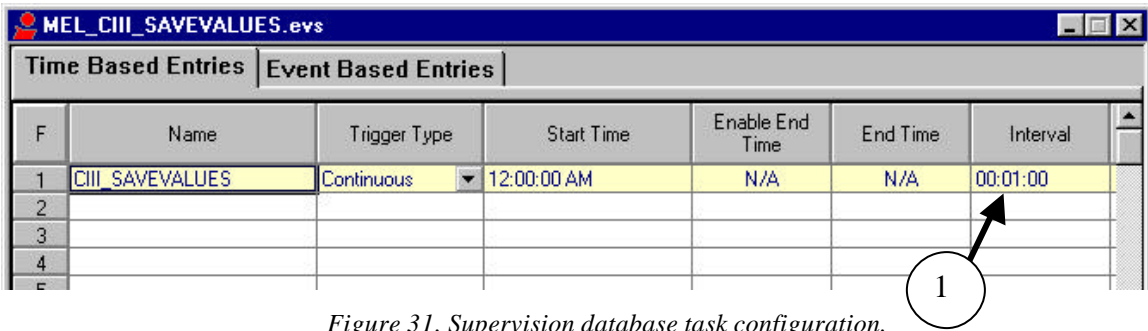 MEL_CIII_SAVEVALUES.evs
Time Based Entries Event Based Entries
F Name Trigger Type Start Time Enable End Time End Time Interval
1 CIII_SAVEVALUES Continuous 12:00:00 AM N/A N/A 00:01:00
2
3
4
1
Figure 31. Supervision database task configuration.